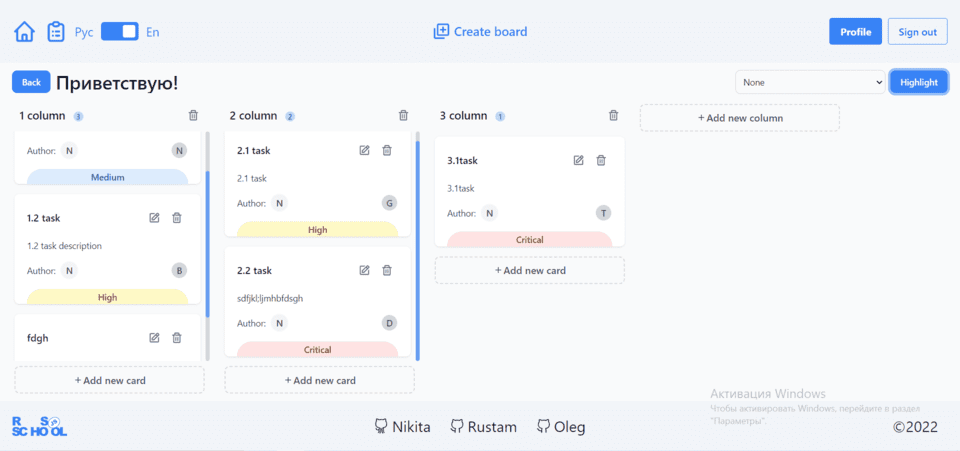 Рус En
Create board
Profile Sign out
Back Приветствую!
None Highlight
1 column 3
Author: N N
Medium
1.2 task
1.2 task description
Author: N B
High
fdgh
+ Add new card
2 column 2
2.1 task
2.1 task
Author: N G
High
2.2 task
sdfjkl;ljmhbfdsgh
Author: N D
Critical
+ Add new card
3 column 1
3.1task
3.1task
Author: N T
Critical
+ Add new card
+ Add new column
Активация Windows
Чтобы активировать Windows, перейдите в раздел
"Параметры".
RS
SCHOOL
Nikita Rustam Oleg
©2022